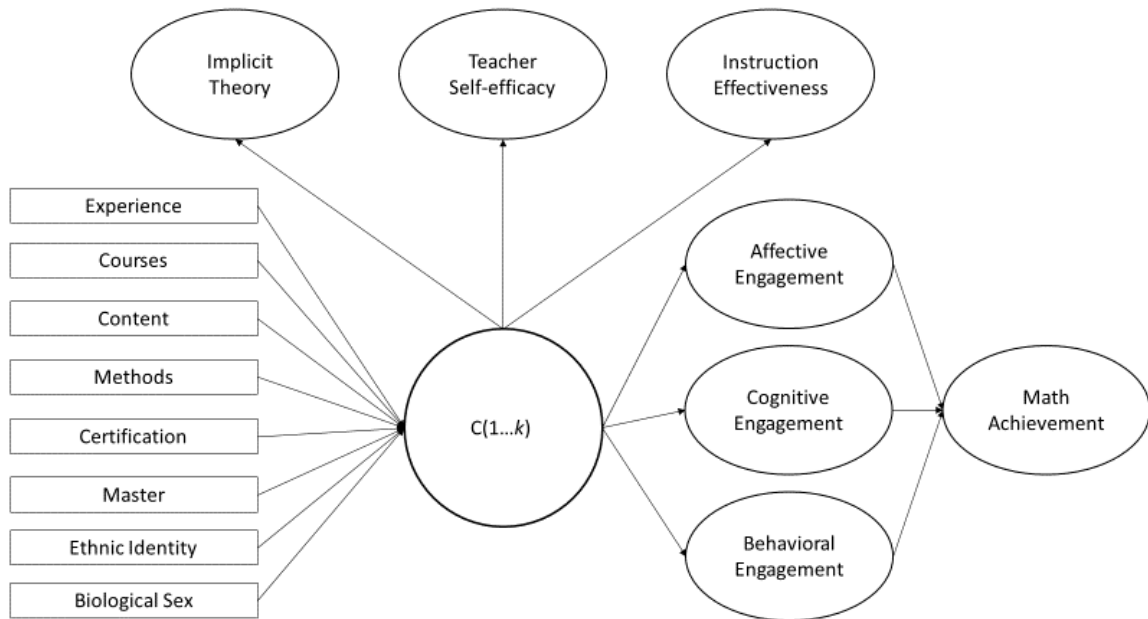 Implicit
Theory
Teacher
Self-efficacy
Instruction
Effectiveness
Experience
Courses
Content
Methods
Certification
Master
Ethnic Identity
Biological Sex
C(1...k)
Affective
Engagement
Cognitive
Engagement
Behavioral
Engagement
Math
Achievement